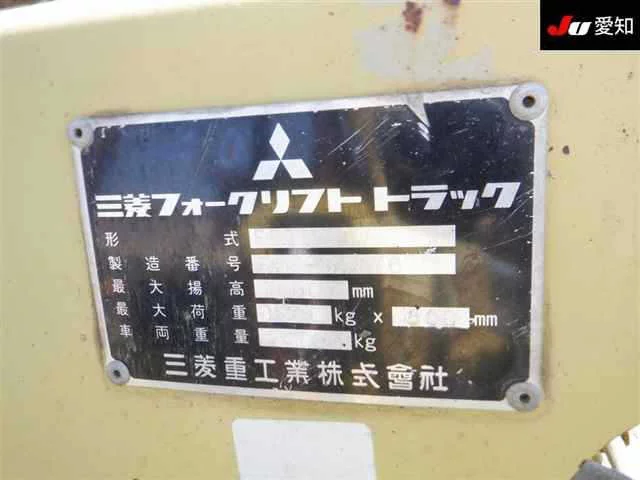 JU 愛知
三菱フォークリフト トラック
形式
製造番号
最大揚高 mm
最大荷重 kg x mm
車両重量 kg
三菱重工業株式會社